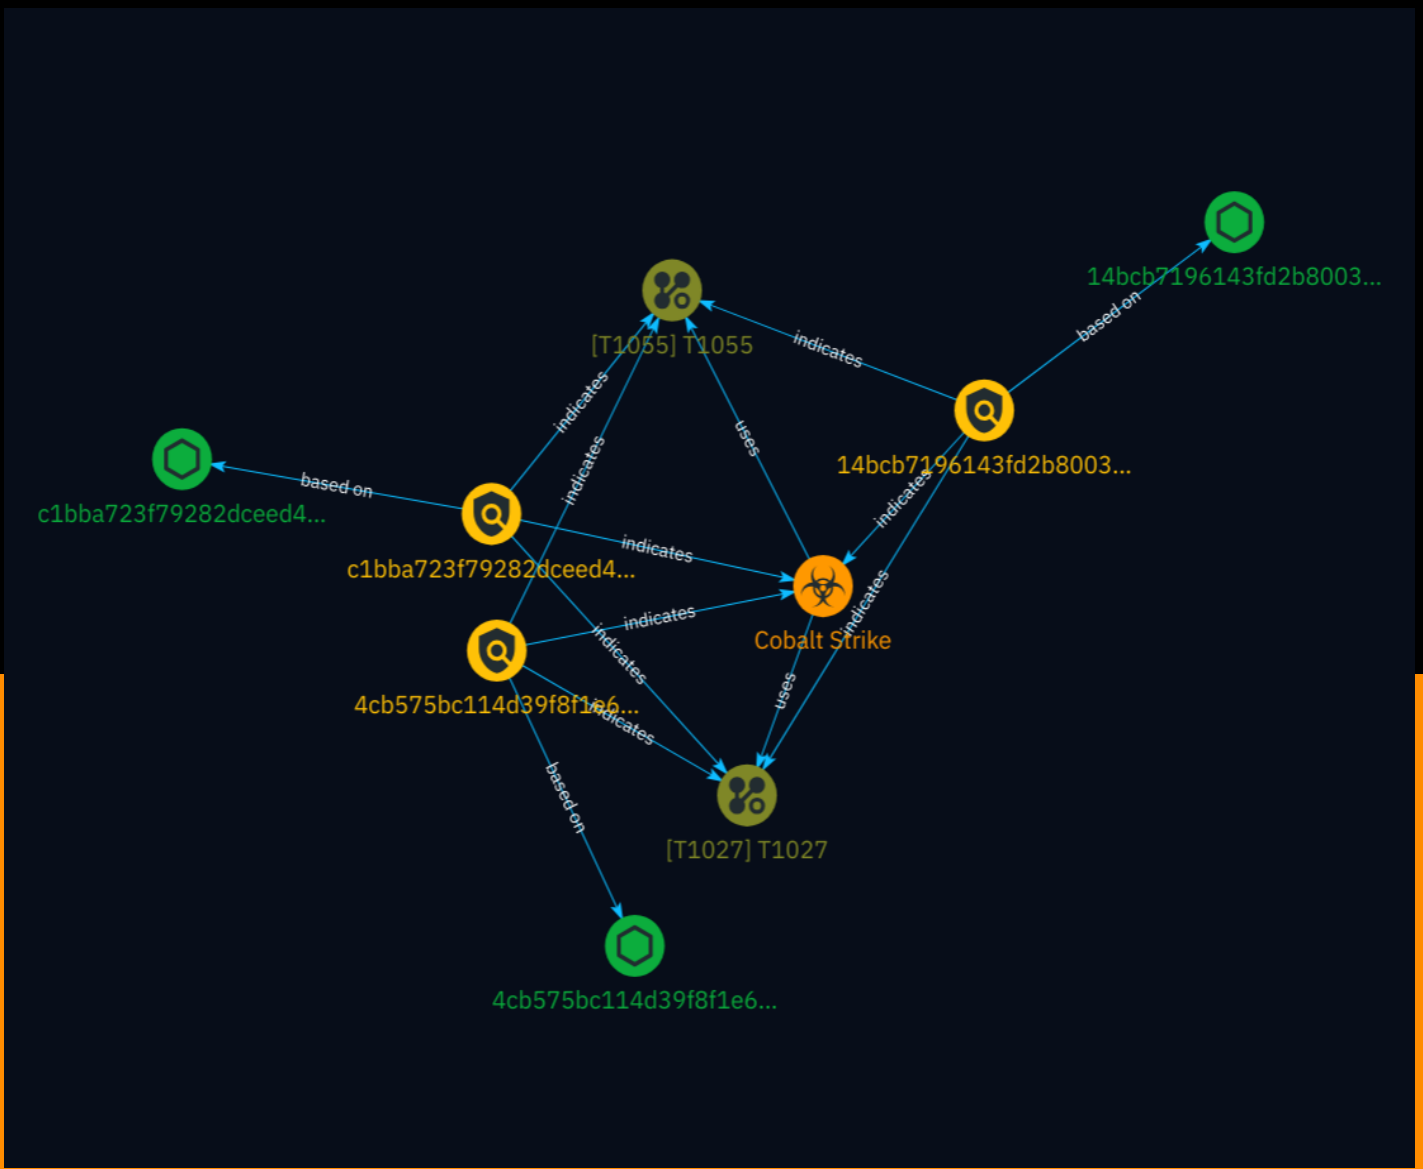 14bcb7196143fd2b8003...
based on
[T1055] T1055
indicates
indicates
uses
indicates
14bcb7196143fd2b8003...
based on
c1bba723f79282dceed4...
indicates
c1bba723f79282dceed4...
indicates
indicates
indicates
indicates
Cobalt Strike
indicates
uses
4cb575bc114d39f8f1e6...
indicates
based on
[T1027] T1027
4cb575bc114d39f8f1e6...